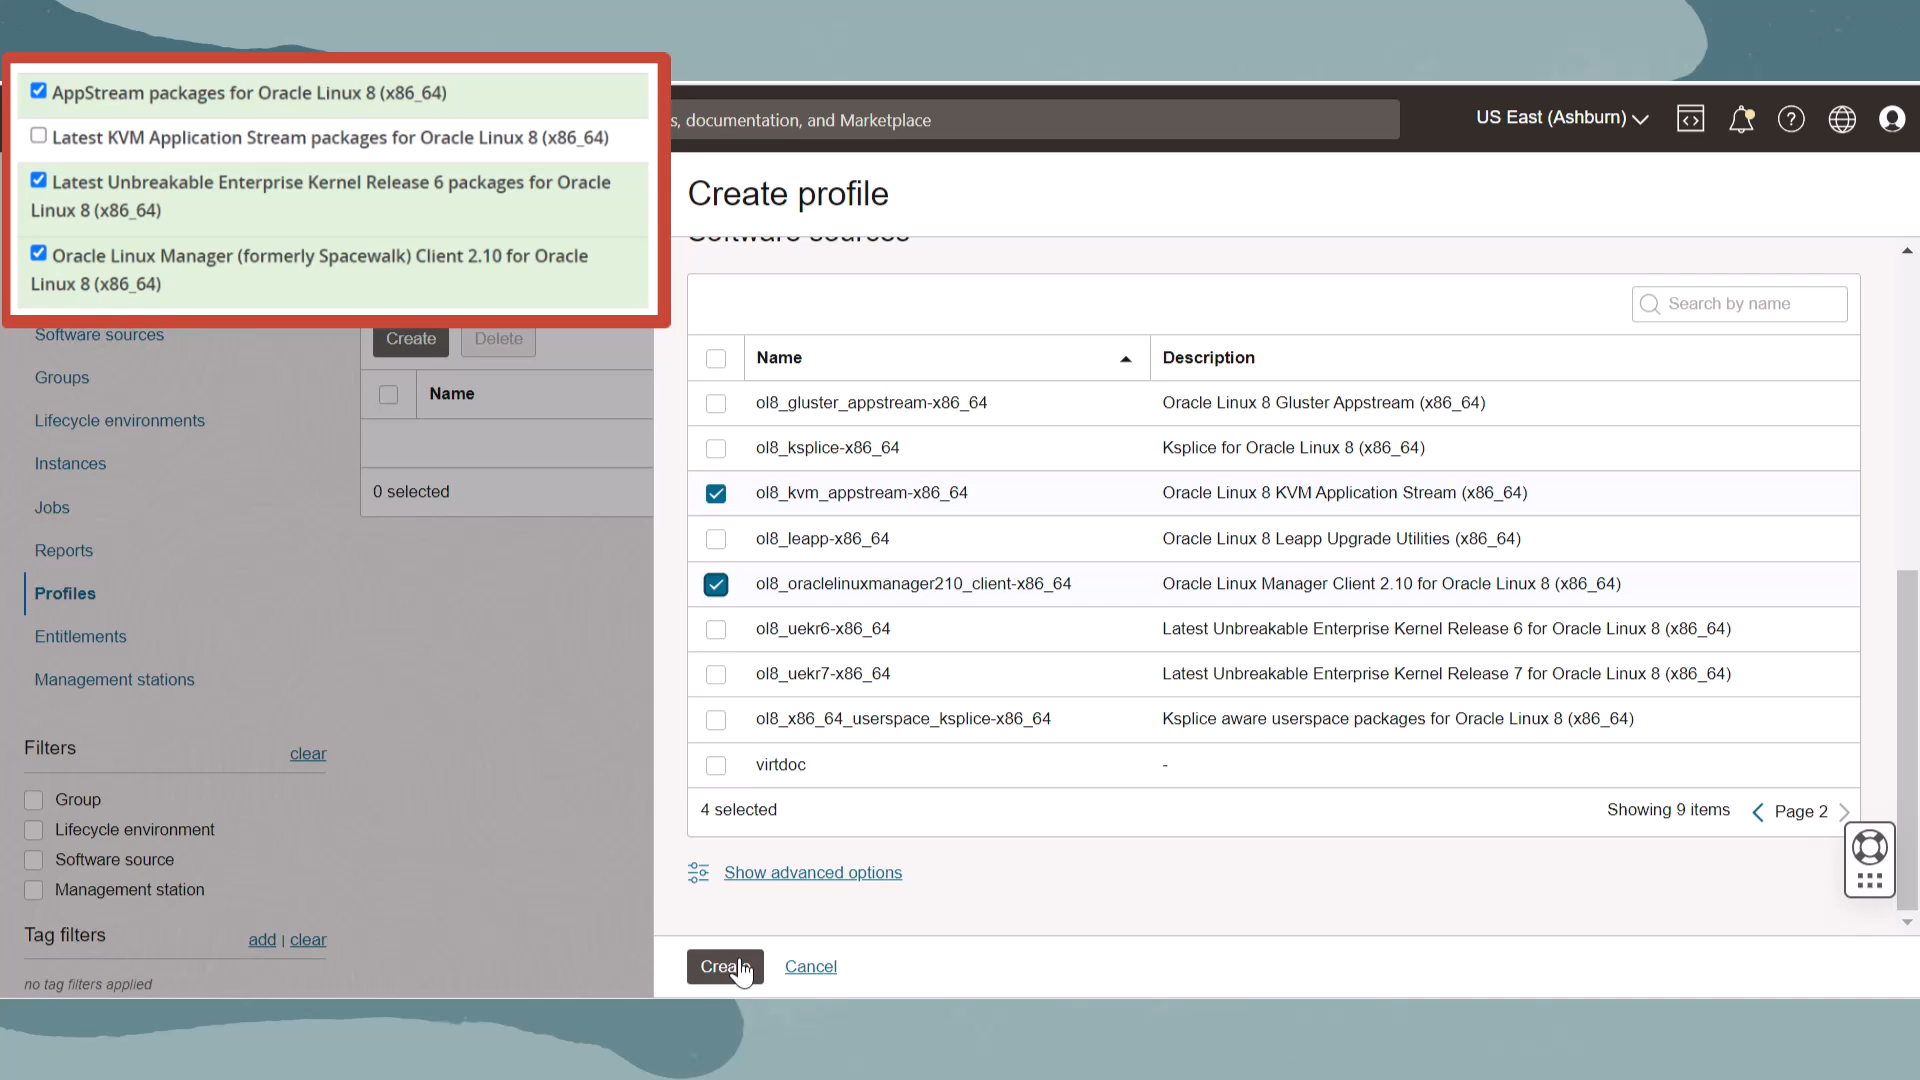 AppStream packages for Oracle Linux 8 (x86_64)
Latest KVM Application Stream packages for Oracle Linux 8 (x86_64)
Latest Unbreakable Enterprise Kernel Release 6 packages for Oracle
Linux 8 (x86_64)
Oracle Linux Manager (formerly Spacewalk) Client 2.10 for Oracle
Linux 8 (x86_64)
s, documentation, and Marketplace
US East (Ashburn)
Software sources
Groups
Lifecycle environments
Instances
Jobs
Reports
Profiles
Entitlements
Management stations
Filters
clear
Group
Lifecycle environment
Software source
Management station
Tag filters
add | clear
no tag filters applied
Create
Delete
Name
0 selected
Create profile
Software sources
Search by name
Name
Description
ol8_gluster_appstream-x86_64
Oracle Linux 8 Gluster Appstream (x86_64)
ol8_ksplice-x86_64
Ksplice for Oracle Linux 8 (x86_64)
ol8_kvm_appstream-x86_64
Oracle Linux 8 KVM Application Stream (x86_64)
ol8_leapp-x86_64
Oracle Linux 8 Leapp Upgrade Utilities (x86_64)
ol8_oraclelinuxmanager210_client-x86_64
Oracle Linux Manager Client 2.10 for Oracle Linux 8 (x86_64)
ol8_uekr6-x86_64
Latest Unbreakable Enterprise Kernel Release 6 for Oracle Linux 8 (x86_64)
ol8_uekr7-x86_64
Latest Unbreakable Enterprise Kernel Release 7 for Oracle Linux 8 (x86_64)
ol8_x86_64_userspace_ksplice-x86_64
Ksplice aware userspace packages for Oracle Linux 8 (x86_64)
virtdoc
-
4 selected
Showing 9 items
Page 2
Show advanced options
Create
Cancel